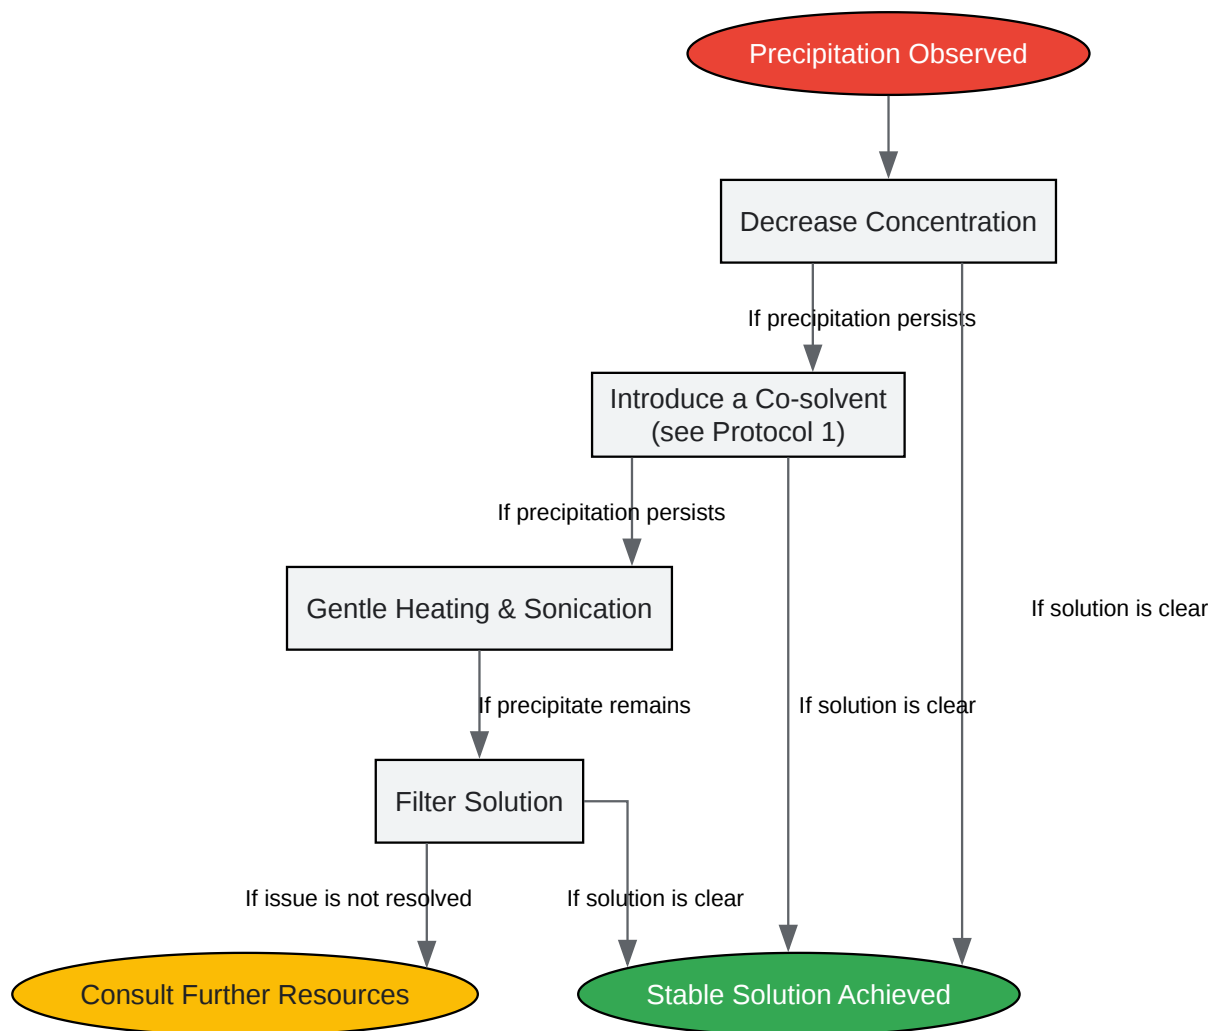 Precipitation Observed
Decrease Concentration
If precipitation persists
Introduce a Co-solvent
(see Protocol 1)
If precipitation persists
Gentle Heating & Sonication
If solution is clear
If precipitate remains
If solution is clear
Filter Solution
If issue is not resolved
If solution is clear
Consult Further Resources
Stable Solution Achieved